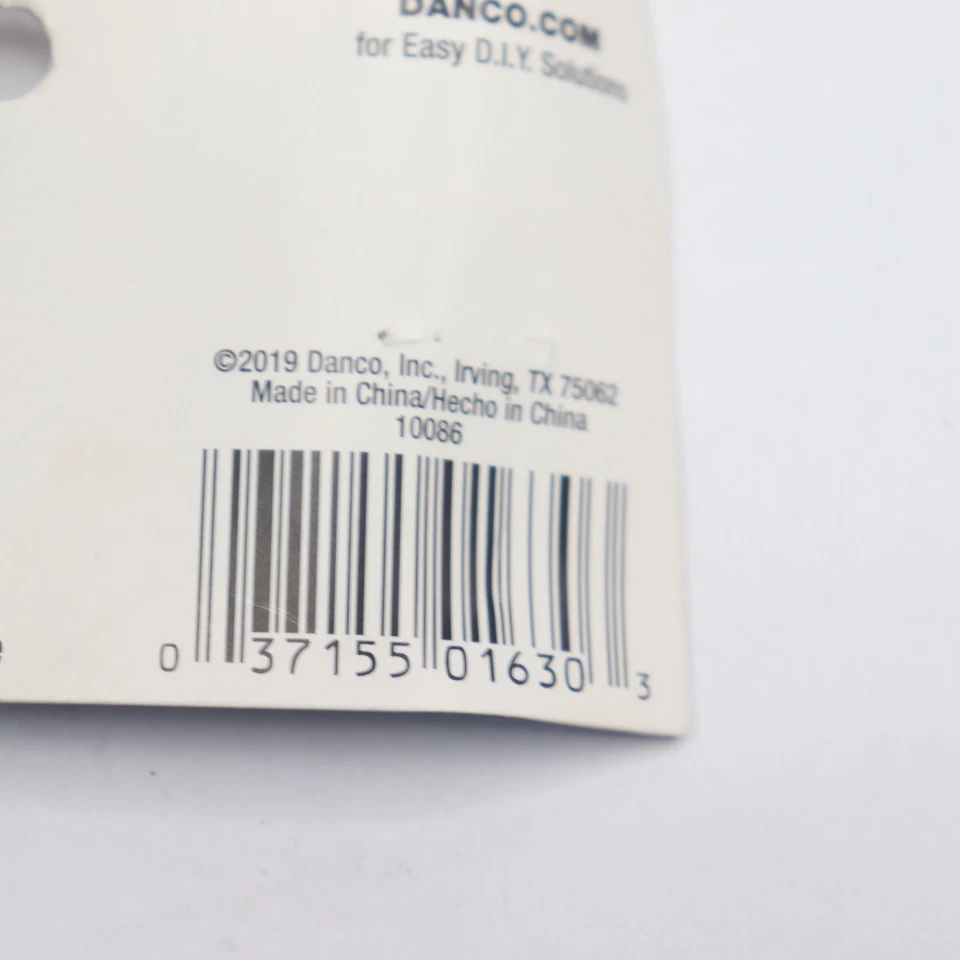 DANCO.COM
for Easy D.I.Y. Solutions
©2019 Danco, Inc., Irving, TX 75062
Made in China/Hecho in China
10086
0 37155 01630 3